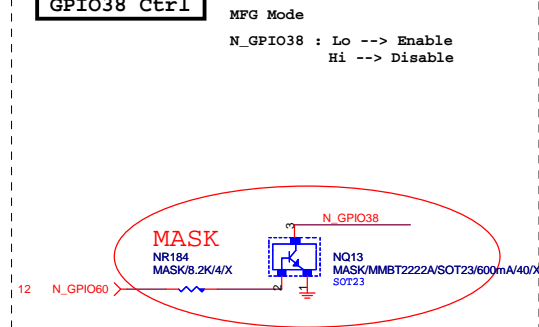 GPIO38 Ctrl
MFG Mode
N_GPIO38 : Lo --> Enable
Hi --> Disable
3
N_GPIO38
MASK
NR184
MASK/8.2K/4/X
NQ13
MASK/MMBT2222A/SOT23/600mA/40/X
SOT23
12 N_GPIO60
2
1